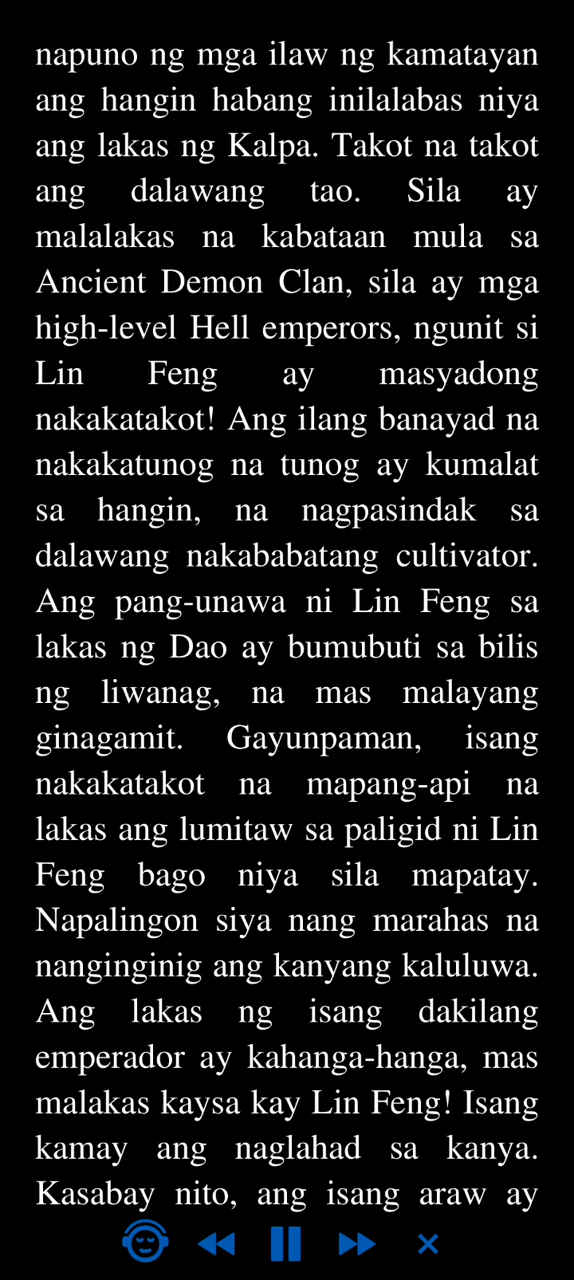 napuno ng mga ilaw ng kamatayan
ang hangin habang inilalabas niya
ang lakas ng Kalpa. Takot na takot
ang dalawang tao. Sila ay
malalakas na kabataan mula sa
Ancient Demon Clan, sila ay mga
high-level Hell emperors, ngunit si
Lin Feng ay masyadong
nakakatakot! Ang ilang banayad na
nakakatunog na tunog ay kumalat
sa hangin, na nagpasindak sa
dalawang nakababatang cultivator.
Ang pang-unawa ni Lin Feng sa
lakas ng Dao ay bumubuti sa bilis
ng liwanag, na mas malayang
ginagamit. Gayunpaman, isang
nakakatakot na mapang-api na
lakas ang lumitaw sa paligid ni Lin
Feng bago niya sila mapatay.
Napalingon siya nang marahas na
nanginginig ang kanyang kaluluwa.
Ang lakas ng isang dakilang
emperador ay kahanga-hanga, mas
malakas kaysa kay Lin Feng! Isang
kamay ang naglahad sa kanya.
Kasabay nito, ang isang araw ay